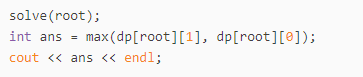 solve(root);
int ans = max(dp[root][1], dp[root][0]);
cout << ans << endl;